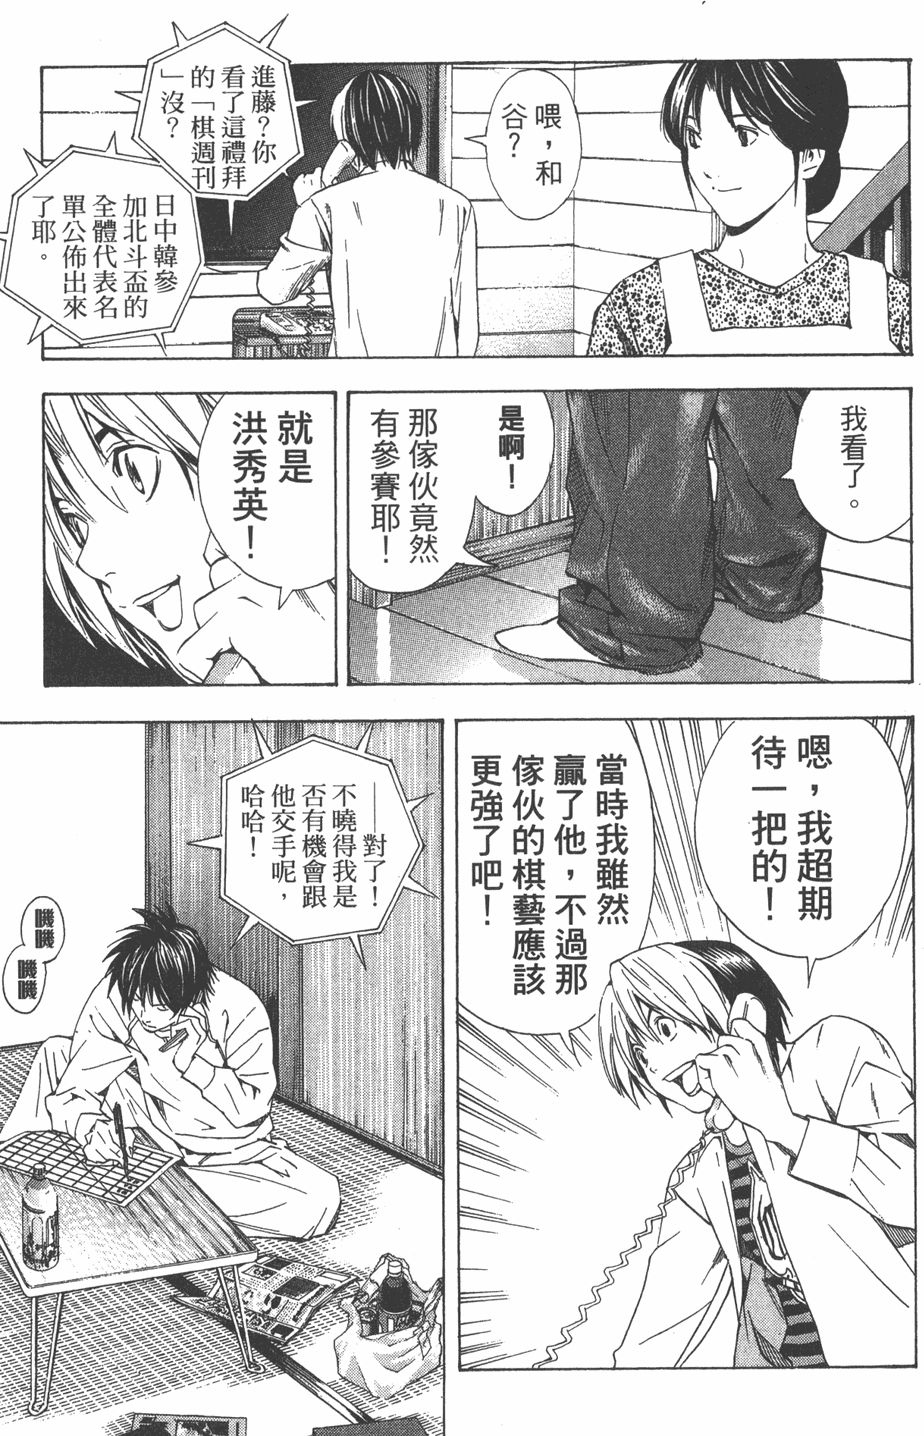 喂，和
谷？
進藤？你
看了這禮拜
的「棋週刊
」沒？
日中韓參
加北斗盃的
全體代表名
單公佈出來
了耶。
我看了。
是啊！
那傢伙竟然
有參賽耶！
就是
洪秀英！
嗯，我超期
待一把的！
當時我雖然
贏了他，不過那
傢伙的棋藝應該
更強了吧！
——對了！
不曉得我是
否有機會跟
他交手呢，
哈哈！
嘰嘰
嘰嘰